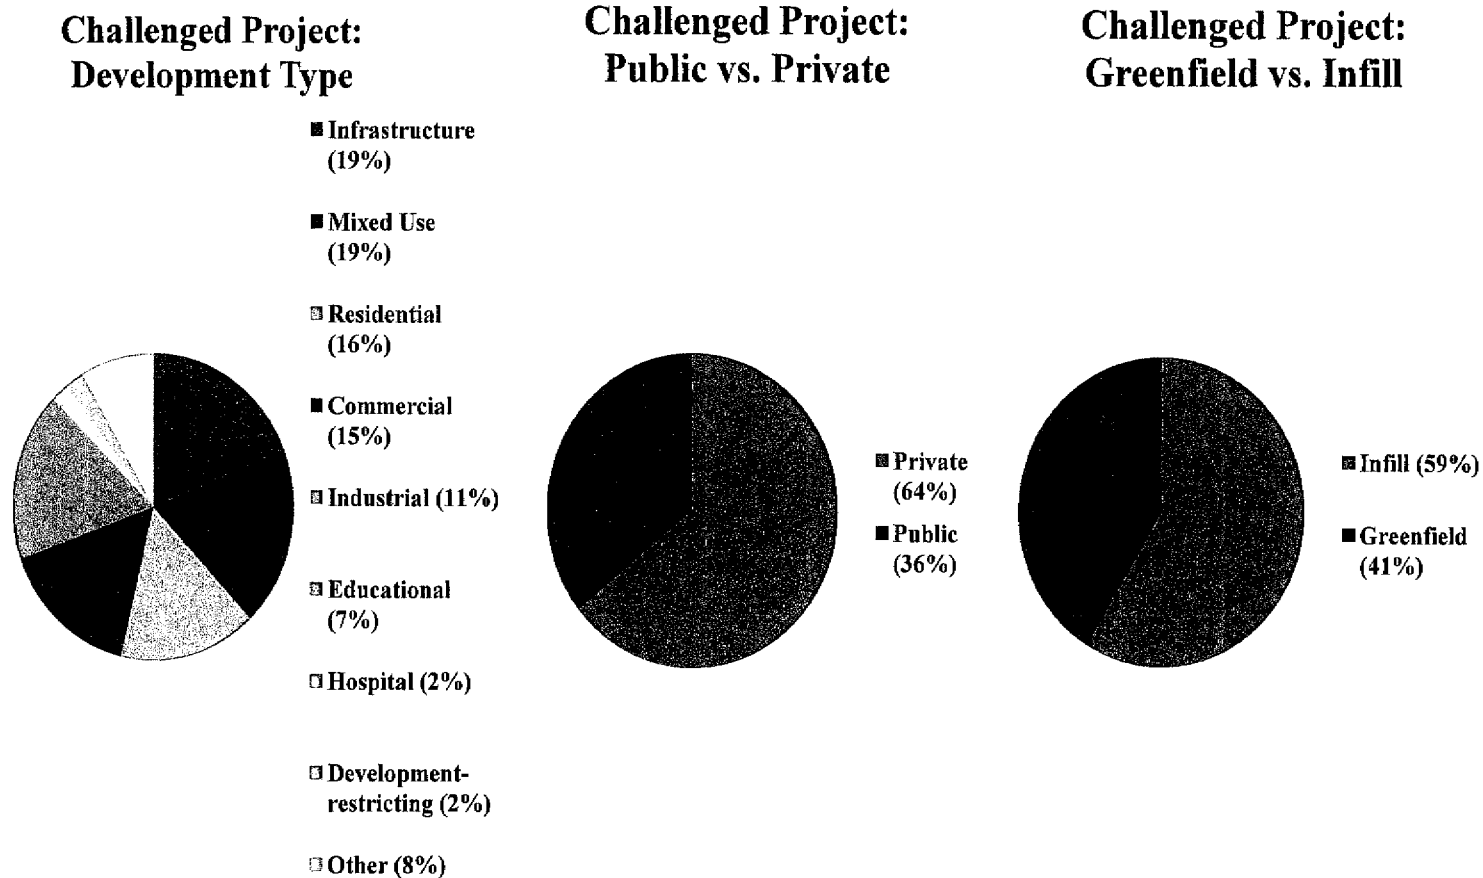 Challenged Project:
Development Type
Infrastructure
(19%)
Mixed Use
(19%)
Residential
(16%)
Commercial
(15%)
Industrial (11%)
Educational
(7%)
Hospital (2%)
Development-
restricting (2%)
Other (8%)
Challenged Project:
Public vs. Private
Private
(64%)
Public
(36%)
Challenged Project:
Greenfield vs. Infill
Infill (59%)
Greenfield
(41%)